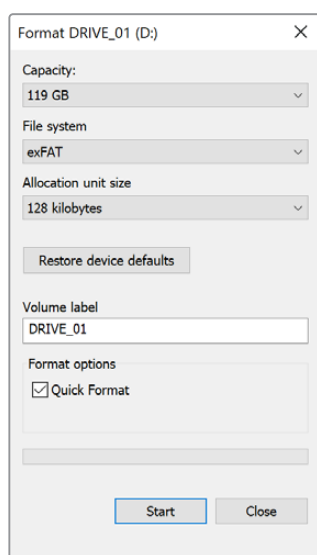 Format DRIVE_01 (D:)
Capacity:
119 GB
File system
exFAT
Allocation unit size
128 kilobytes
Restore device defaults
Volume label
DRIVE_01
Format options
Quick Format
Start Close